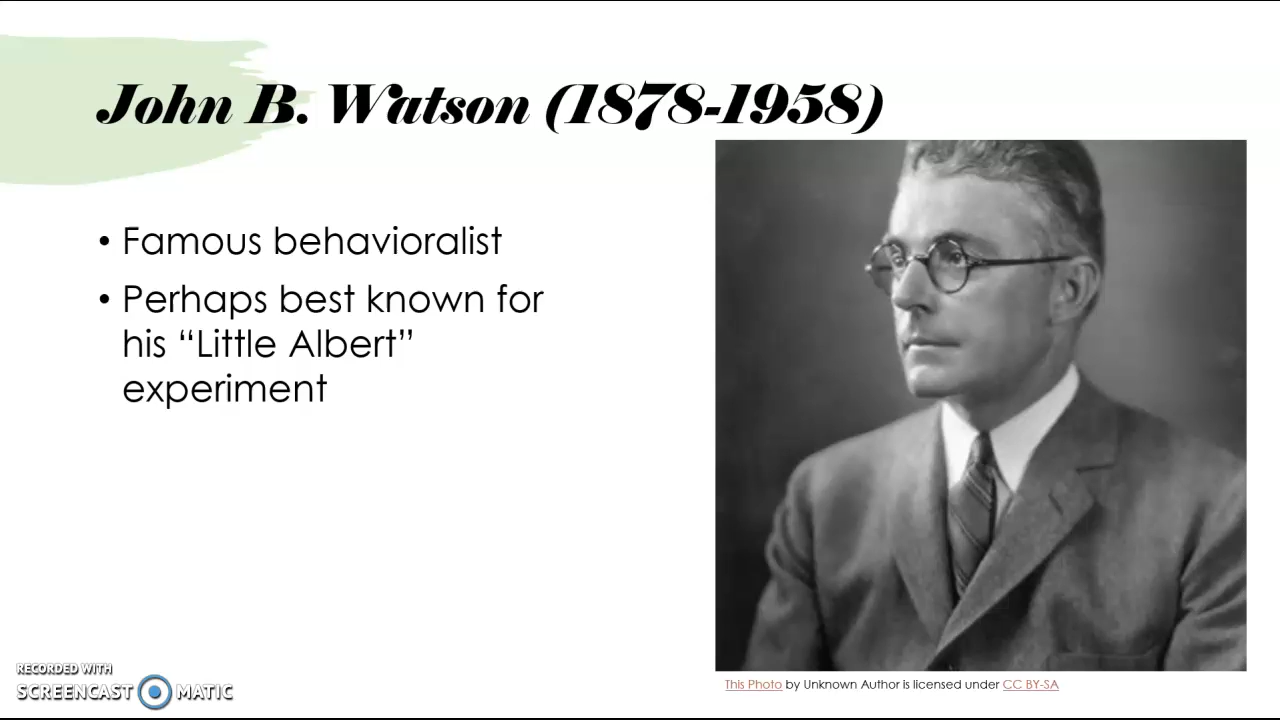 John B. Watson (1878-1958)
• Famous behavioralist
• Perhaps best known for
his “Little Albert”
experiment
This Photo by Unknown Author is licensed under CC BY-SA
RECORDED WITH
SCREENCAST MATIC